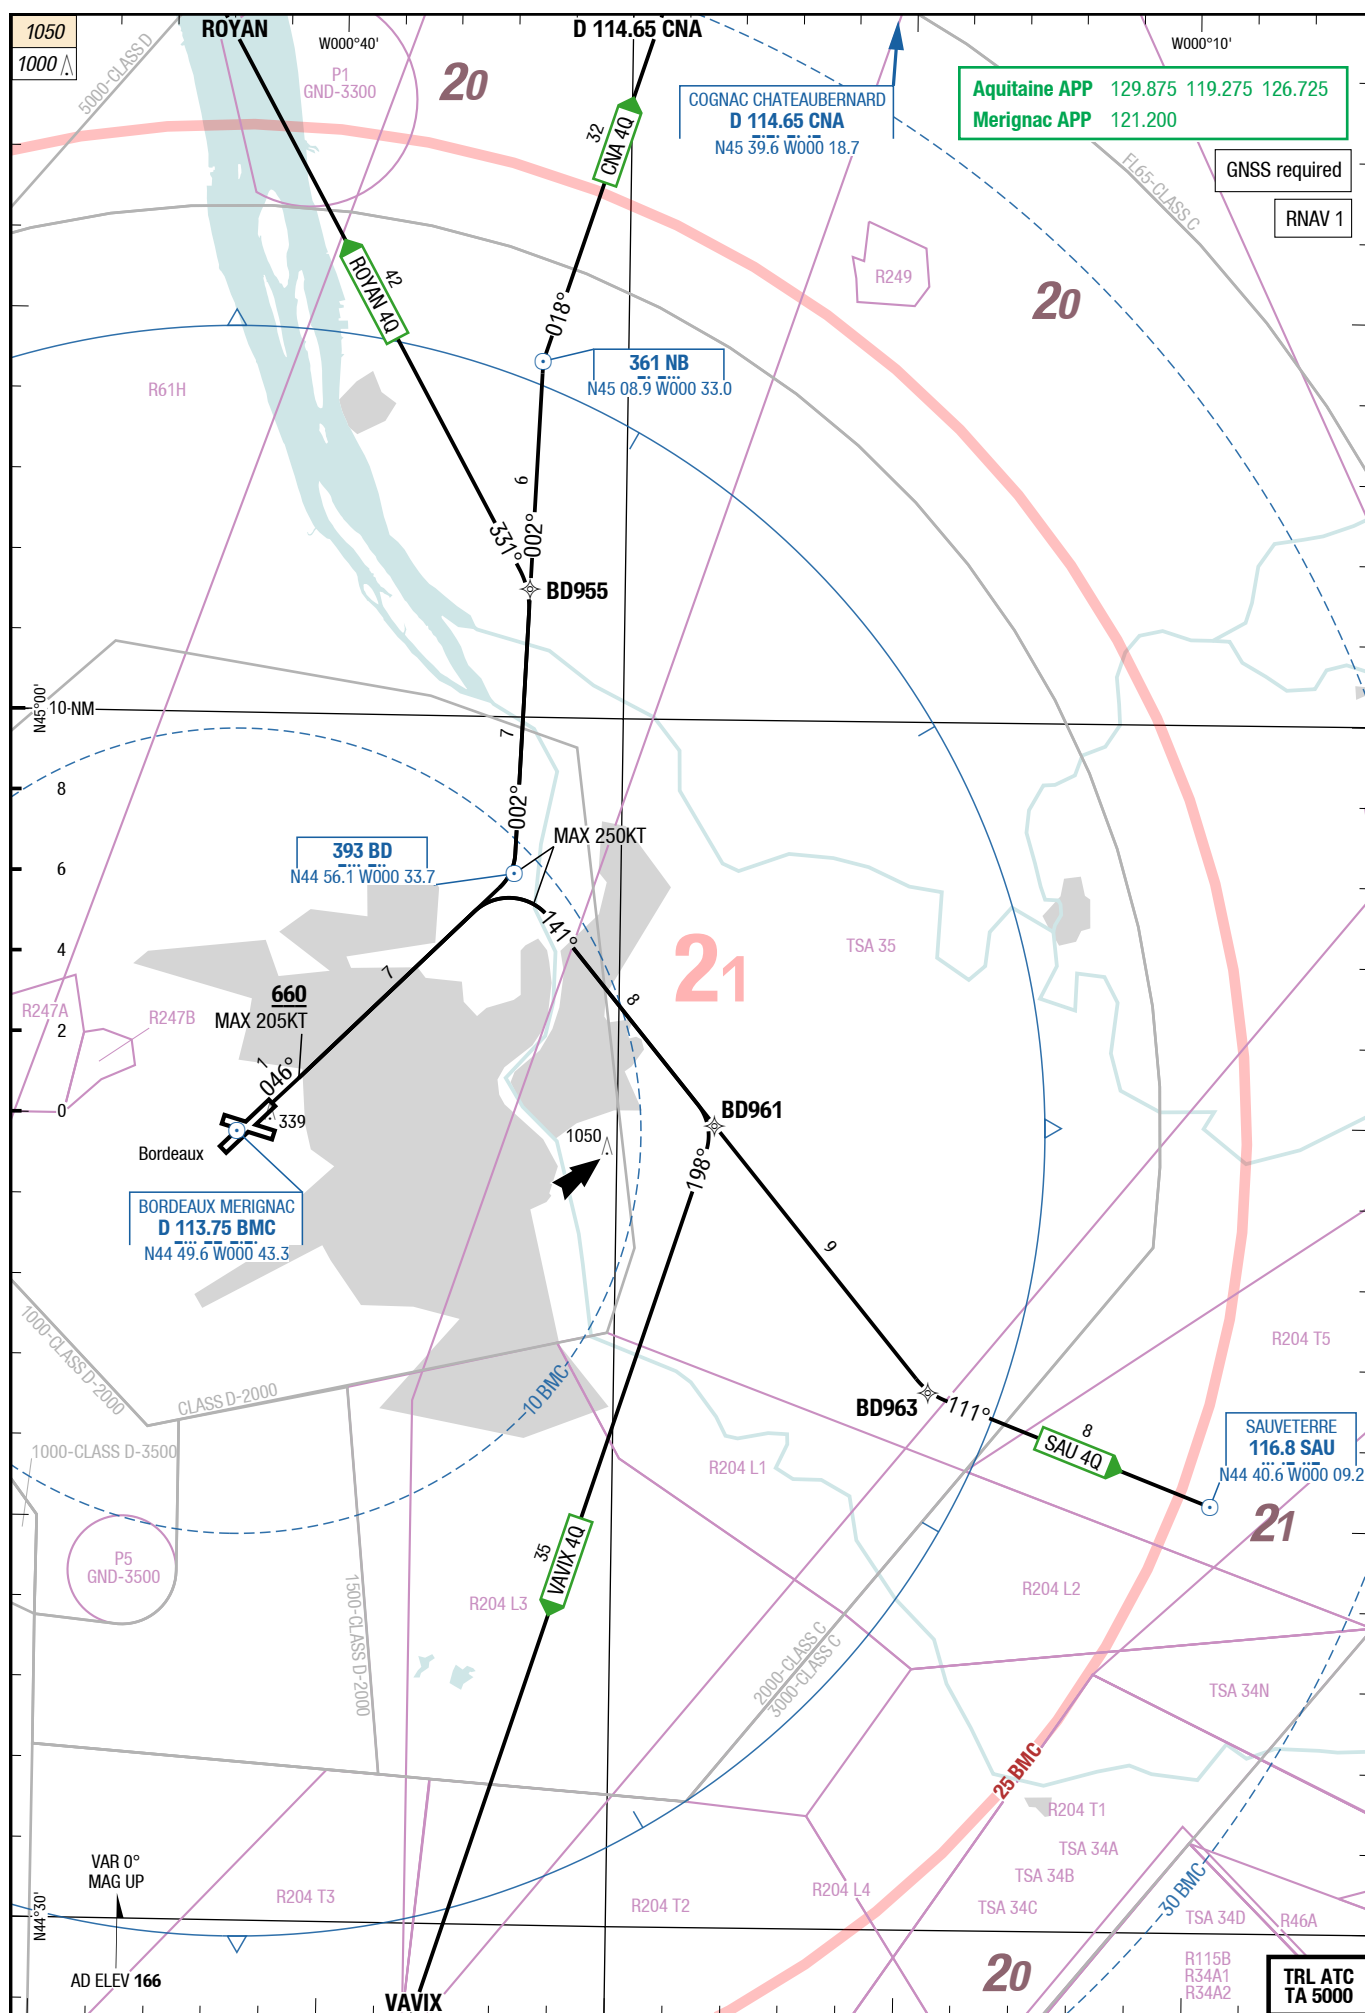 1050
1000
ROYAN
W000°40'
D 114.65 CNA
W000°10'
5000-CLASS D
P1
GND-3300
20
32
CNA 4Q
COGNAC CHATEAUBERNARD
D 114.65 CNA
N45 39.6 W000 18.7
Aquitaine APP 129.875 119.275 126.725
Merignac APP 121.200
FL65-CLASS C
GNSS required
RNAV 1
R249
20
42
ROYAN 4Q
018°
361 NB
N45 08.9 W000 33.0
R61H
6
331°
002°
BD955
N45°00'
10 NM
7
8
002°
MAX 250KT
393 BD
N44 56.1 W000 33.7
6
141°
4
TSA 35
21
7
8
660
MAX 205KT
R247A
R247B
2
1
046°
0
339
BD961
Bordeaux
1050
198°
BORDEAUX MERIGNAC
D 113.75 BMC
N44 49.6 W000 43.3
9
1000-CLASS D-2000
CLASS D-2000
10 BMC
R204 T5
BD963
111°
8
SAU 4Q
SAUVETERRE
116.8 SAU
N44 40.6 W000 09.2
1000-CLASS D-3500
R204 L1
21
P5
GND-3500
35
VAVIX 4Q
1500-CLASS D-2000
R204 L3
R204 L2
2000-CLASS C
3000-CLASS C
TSA 34N
25 BMC
R204 T1
TSA 34A
TSA 34B
TSA 34C
VAR 0°
MAG UP
R204 T3
R204 T2
R204 L4
30 BMC
TSA 34D
R46A
N44°30'
AD ELEV 166
20
R115B
R34A1
R34A2
VAVIX
TRL ATC
TA 5000